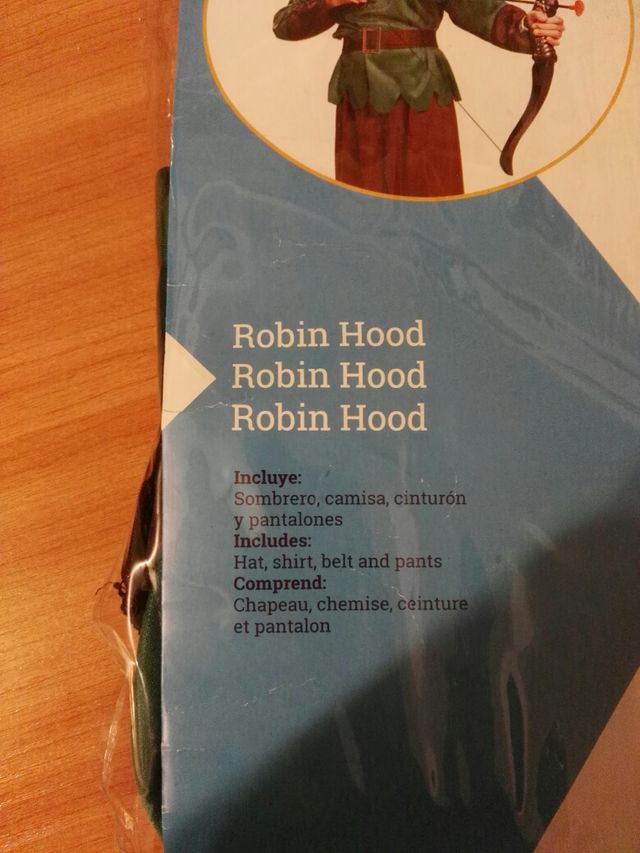 Robin Hood
Robin Hood
Robin Hood
Incluye:
Sombrero, camisa, cinturón
y pantalones
Includes:
Hat, shirt, belt and pants
Comprend:
Chapeau, chemise, ceinture
et pantalon